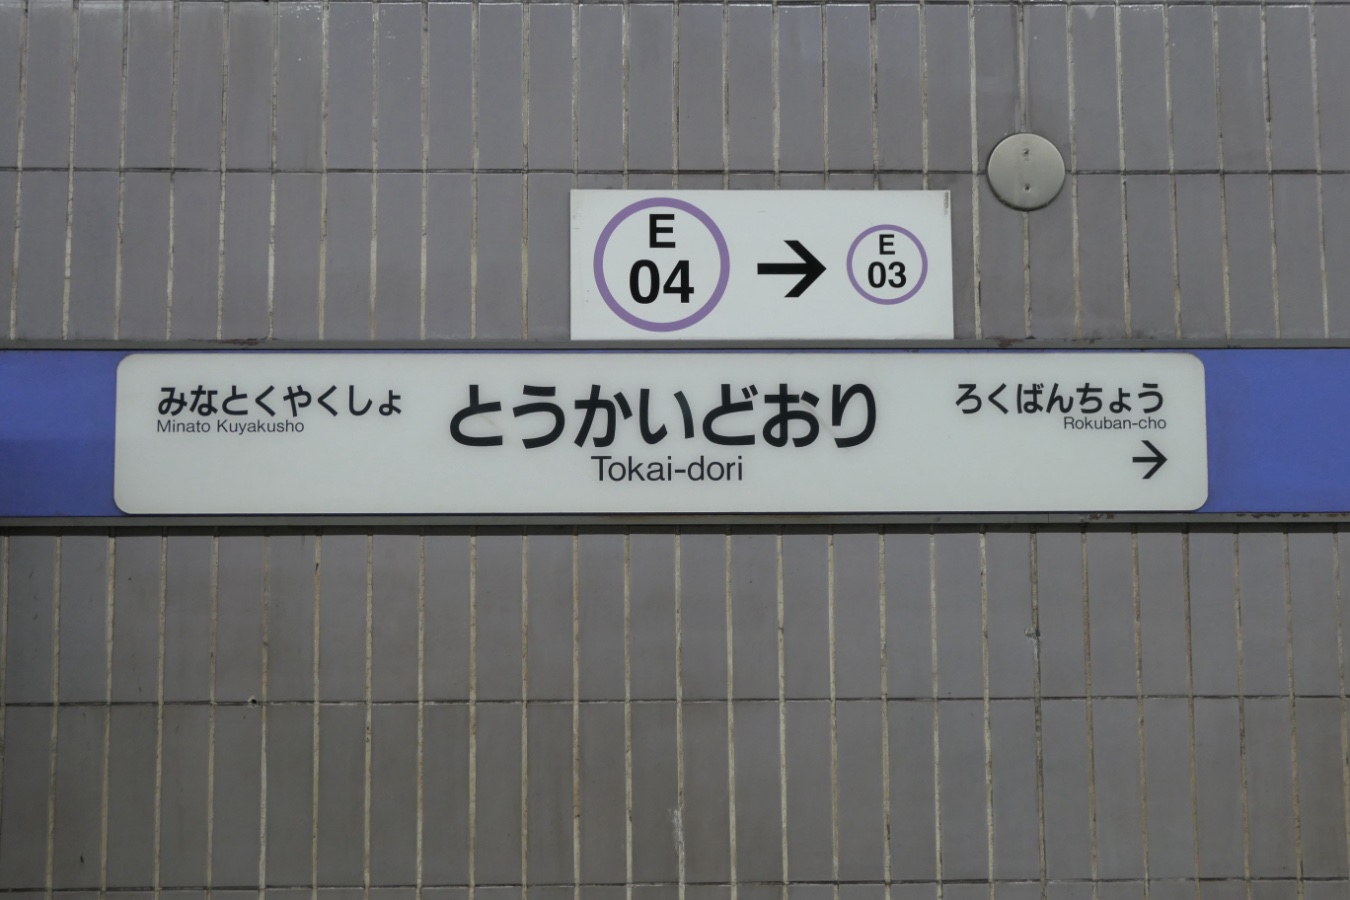 E
04
→
E
03
みなとくやくしょ
Minato Kuyakusho
とうかいどおり
Tokai-dori
ろくばんちょう
Rokuban-cho
→